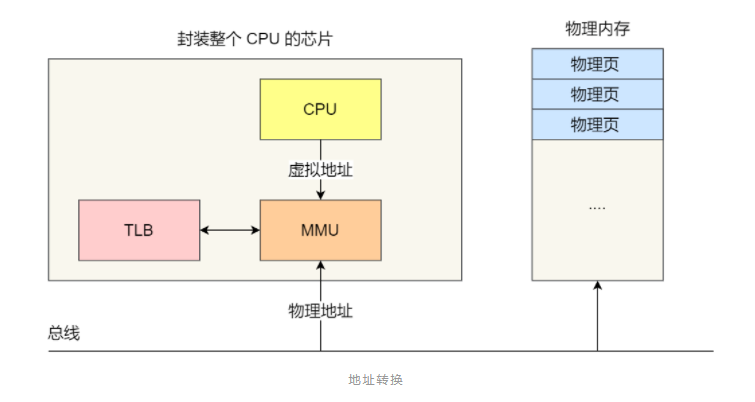 封装整个 CPU 的芯片
物理内存
物理页
物理页
物理页
CPU
虚拟地址
TLB
MMU
....
物理地址
总线
地址转换